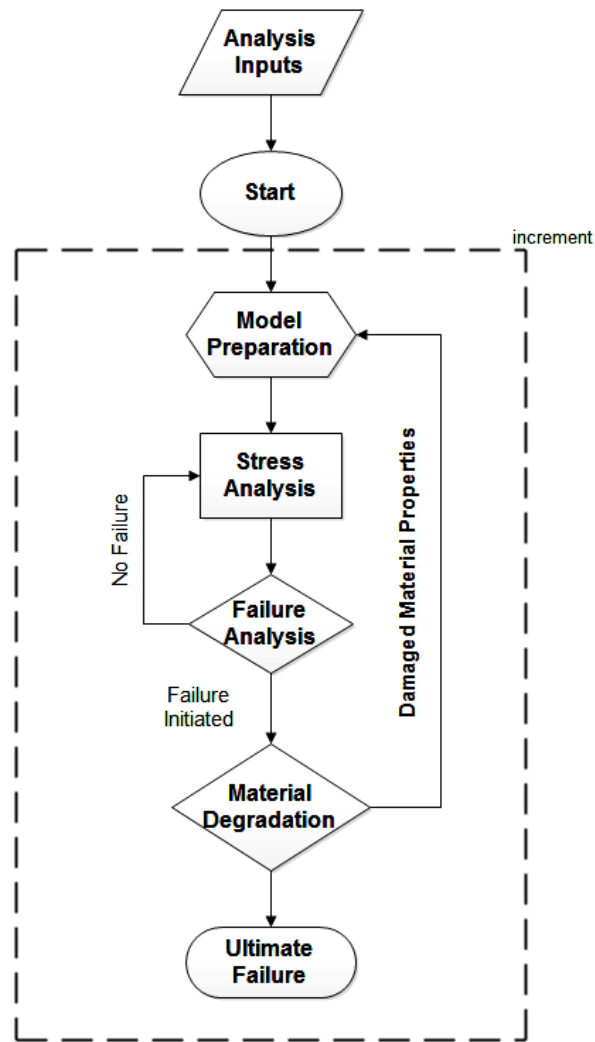 Analysis
Inputs
Start
increment
Model
Preparation
Stress
Analysis
No Failure
Damaged Material Properties
Failure
Analysis
Failure
Initiated
Material
Degradation
Ultimate
Failure